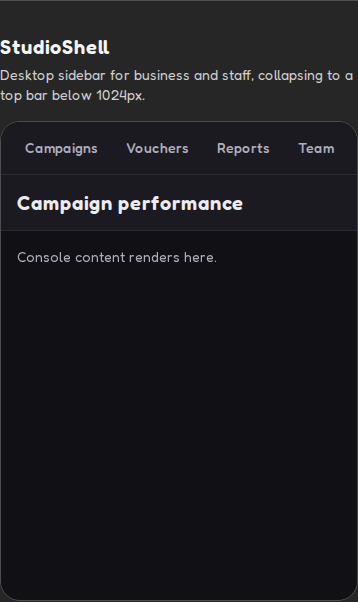 StudioShell
Desktop sidebar for business and staff, collapsing to a
top bar below 1024px.
Campaigns Vouchers Reports Team
Campaign performance
Console content renders here.